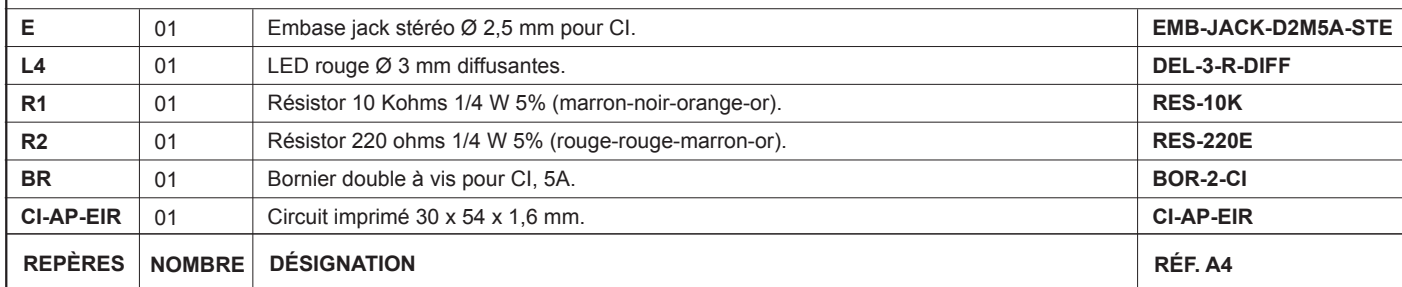 E 01 Embase jack stéréo Ø 2,5 mm pour CI. EMB-JACK-D2M5A-STE
L4 01 LED rouge Ø 3 mm diffusantes. DEL-3-R-DIFF
R1 01 Résistor 10 Kohms 1/4 W 5% (marron-noir-orange-or). RES-10K
R2 01 Résistor 220 ohms 1/4 W 5% (rouge-rouge-marron-or). RES-220E
BR 01 Bornier double à vis pour CI, 5A. BOR-2-CI
CI-AP-EIR 01 Circuit imprimé 30 x 54 x 1,6 mm. CI-AP-EIR
REPÈRES NOMBRE DÉSIGNATION RÉF. A4